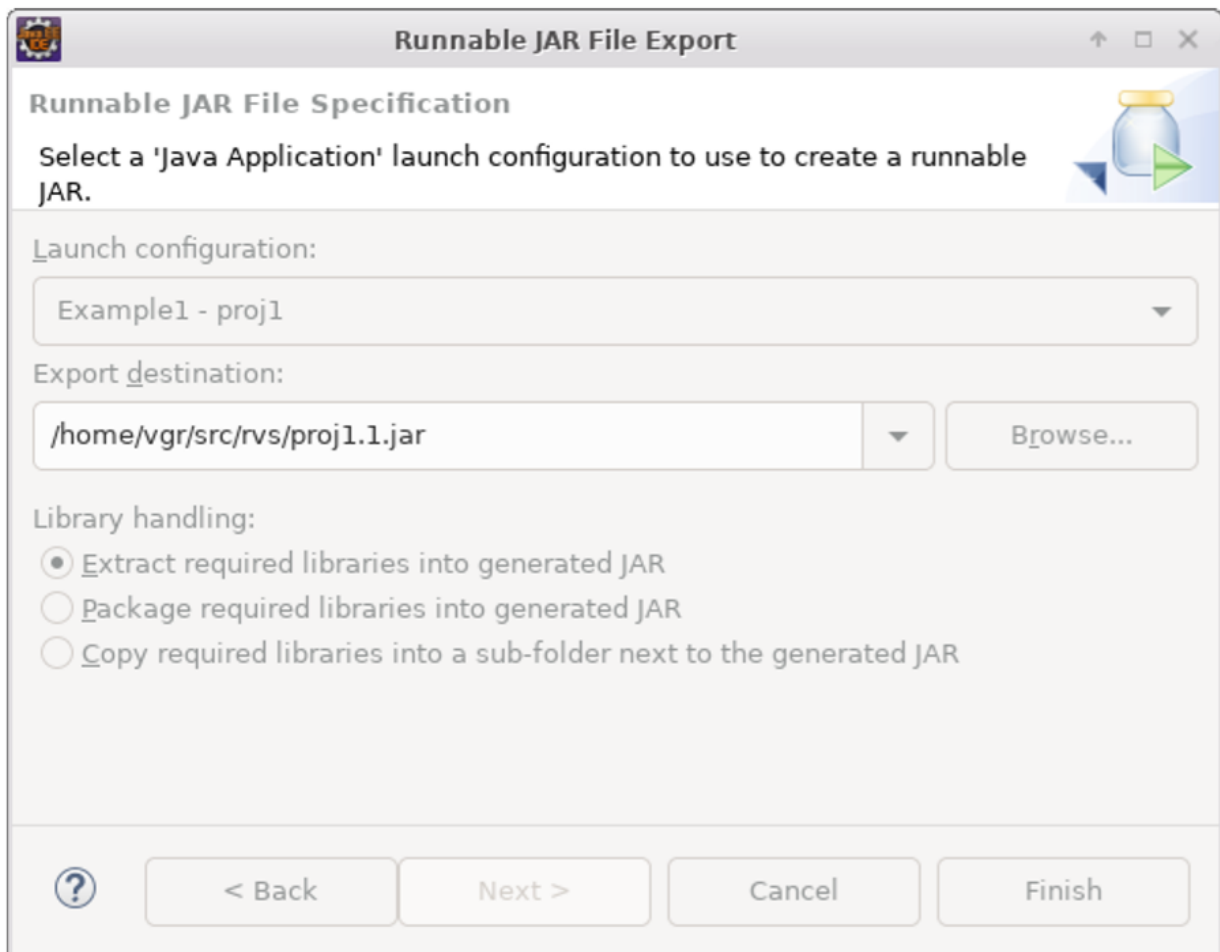 Runnable JAR File Export
Runnable JAR File Specification
Select a 'Java Application' launch configuration to use to create a runnable
JAR.
Launch configuration:
Example1 - proj1
Export destination:
/home/vgr/src/rvs/proj1.1.jar
Browse...
Library handling:
Extract required libraries into generated JAR
Package required libraries into generated JAR
Copy required libraries into a sub-folder next to the generated JAR
?
< Back
Next >
Cancel
Finish